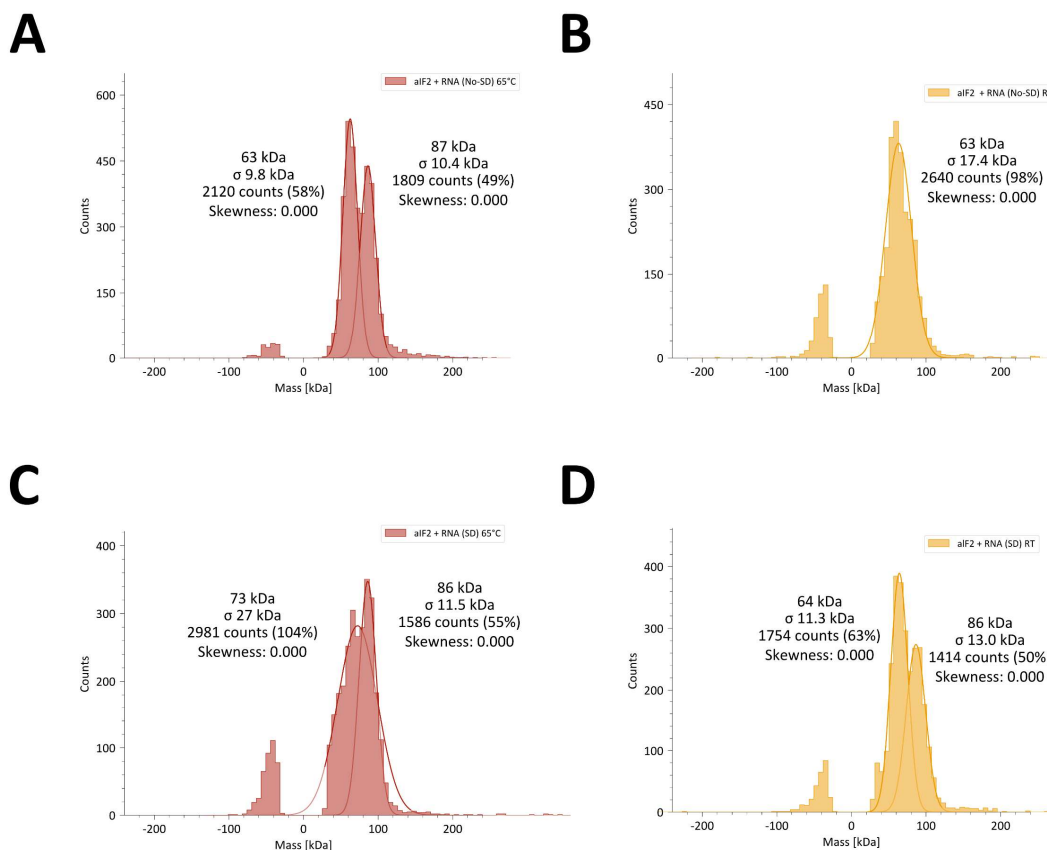 A
B
aIF2 + RNA (No-SD) 65°C
63 kDa
σ 9.8 kDa
2120 counts (58%)
Skewness: 0.000
87 kDa
σ 10.4 kDa
1809 counts (49%)
Skewness: 0.000
Counts
600
450
300
150
0
-200
-100
0
100
200
Mass [kDa]
aIF2 + RNA (No-SD) R
63 kDa
σ 17.4 kDa
2640 counts (98%)
Skewness: 0.000
Counts
450
300
150
0
-200
-100
0
100
200
Mass [kDa]
C
D
aIF2 + RNA (SD) 65°C
73 kDa
σ 27 kDa
2981 counts (104%)
Skewness: 0.000
86 kDa
σ 11.5 kDa
1586 counts (55%)
Skewness: 0.000
Counts
400
300
200
100
0
-200
-100
0
100
200
Mass [kDa]
aIF2 + RNA (SD) RT
64 kDa
σ 11.3 kDa
1754 counts (63%)
Skewness: 0.000
86 kDa
σ 13.0 kDa
1414 counts (50%
Skewness: 0.000
Counts
400
300
200
100
0
-200
-100
0
100
200
Mass [kDa]